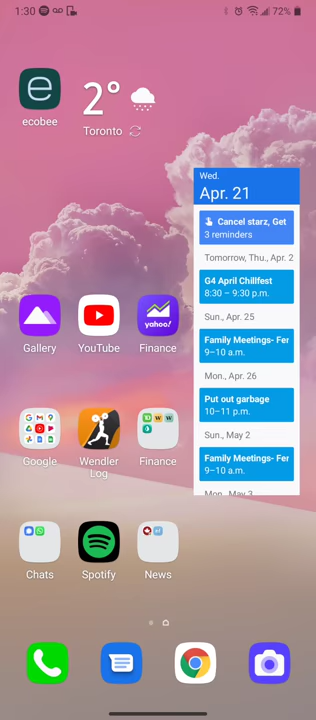 1:30
72%
ecobee
2°
Toronto
Wed.
Apr. 21
Cancel starz, Get
3 reminders
Tomorrow, Thu., Apr. 2
G4 April Chillfest
8:30 – 9:30 p.m.
Sun., Apr. 25
Family Meetings- Fer
9–10 a.m.
Mon., Apr. 26
Put out garbage
10–11 p.m.
Sun., May 2
Family Meetings- Fer
9–10 a.m.
Mon., May 3
Gallery
YouTube
yahoo!
Finance
Google
Wendler Log
Finance
Chats
Spotify
News